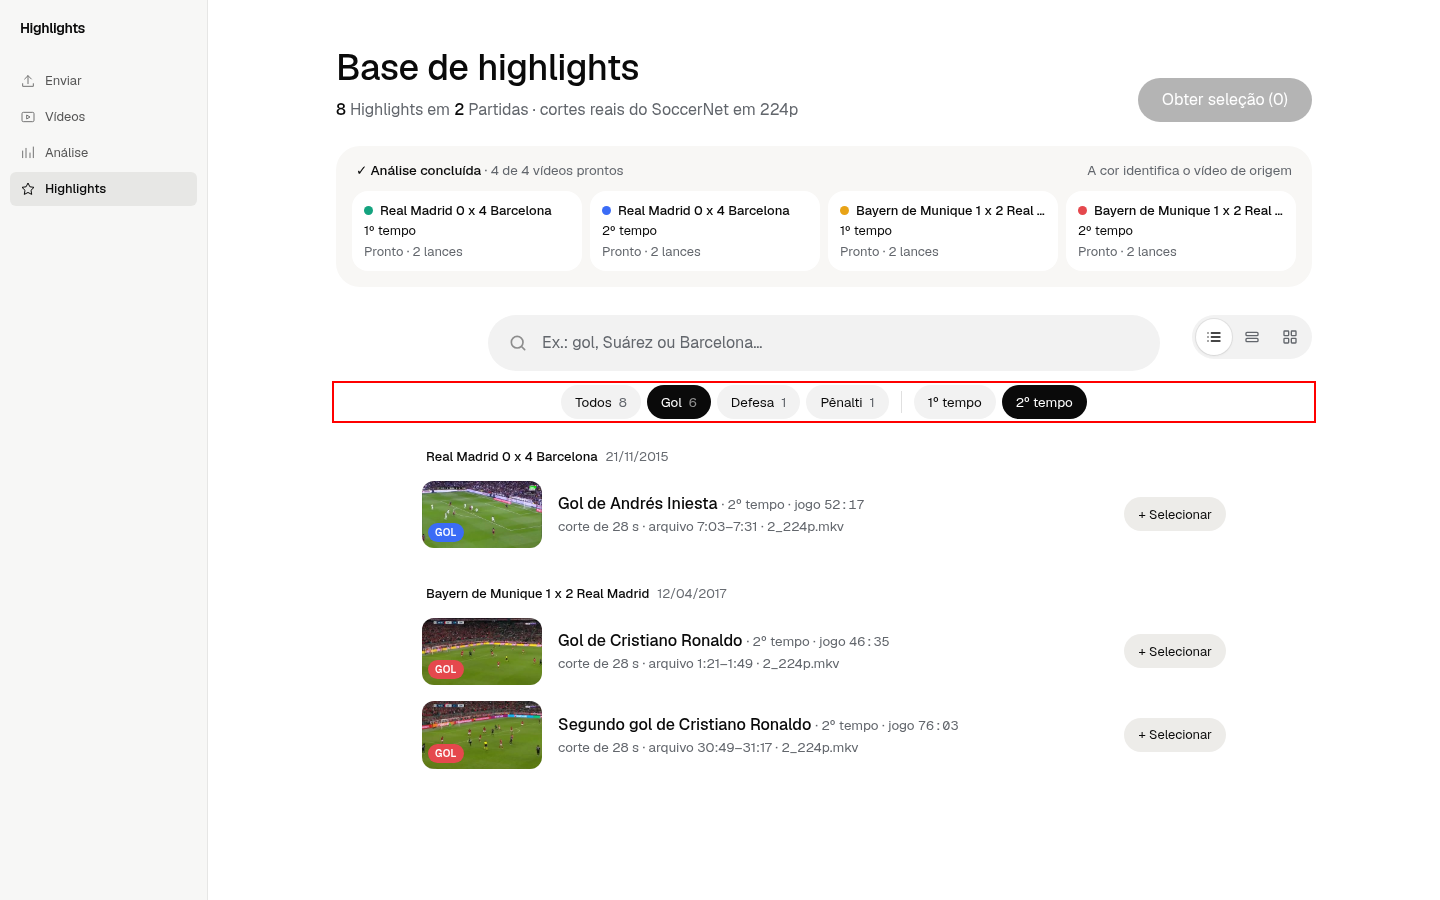 Highlights
Enviar
Vídeos
Análise
Highlights
Base de highlights
8 Highlights em 2 Partidas · cortes reais do SoccerNet em 224p
Obter seleção (0)
✓ Análise concluída · 4 de 4 vídeos prontos
A cor identifica o vídeo de origem
Real Madrid 0 x 4 Barcelona
1º tempo
Pronto · 2 lances
Real Madrid 0 x 4 Barcelona
2º tempo
Pronto · 2 lances
Bayern de Munique 1 x 2 Real ...
1º tempo
Pronto · 2 lances
Bayern de Munique 1 x 2 Real ...
2º tempo
Pronto · 2 lances
Ex.: gol, Suárez ou Barcelona...
Todos 8 Gol 6 Defesa 1 Pênalti 1 1º tempo 2º tempo
Real Madrid 0 x 4 Barcelona 21/11/2015
GOL
Gol de Andrés Iniesta · 2º tempo · jogo 52:17
corte de 28 s · arquivo 7:03–7:31 · 2_224p.mkv
+ Selecionar
Bayern de Munique 1 x 2 Real Madrid 12/04/2017
GOL
Gol de Cristiano Ronaldo · 2º tempo · jogo 46:35
corte de 28 s · arquivo 1:21–1:49 · 2_224p.mkv
+ Selecionar
GOL
Segundo gol de Cristiano Ronaldo · 2º tempo · jogo 76:03
corte de 28 s · arquivo 30:49–31:17 · 2_224p.mkv
+ Selecionar